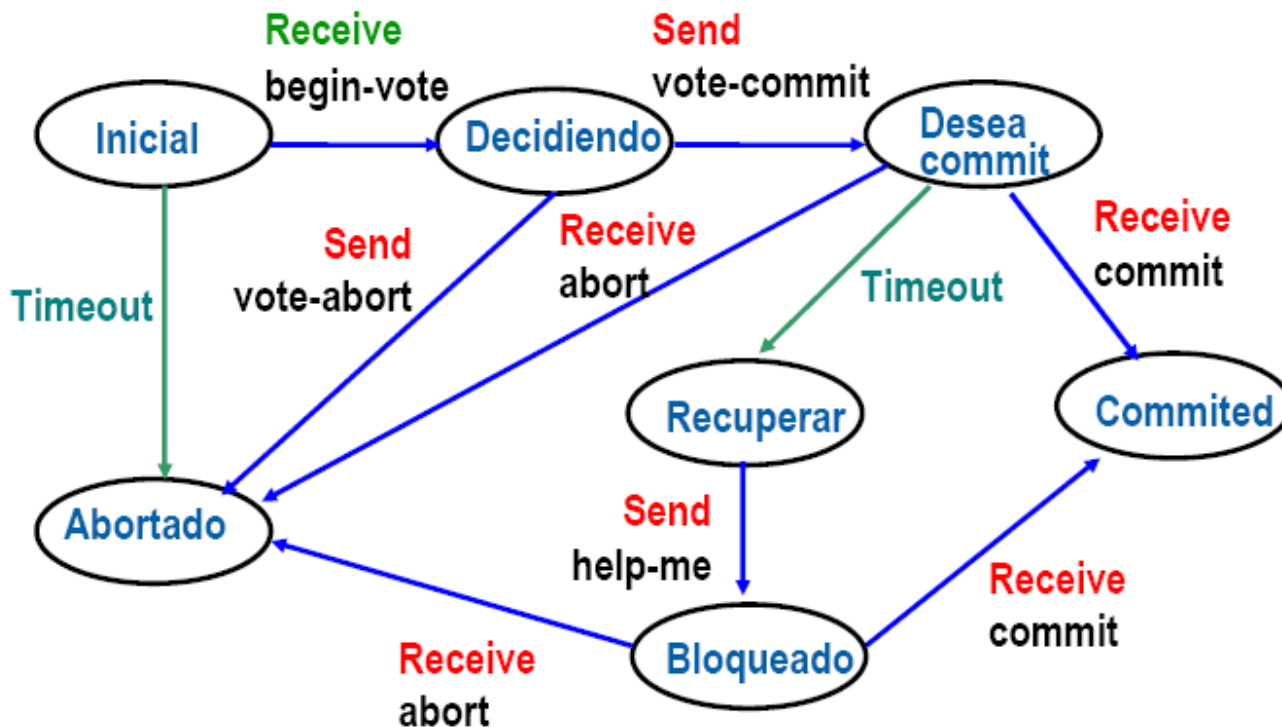 Receive
begin-vote
Send
vote-commit
Inicial
Decidiendo
Desea
commit
Send
vote-abort
Receive
abort
Receive
commit
Timeout
Timeout
Recuperar
Commited
Abortado
Send
help-me
Receive
commit
Bloqueado
Receive
abort